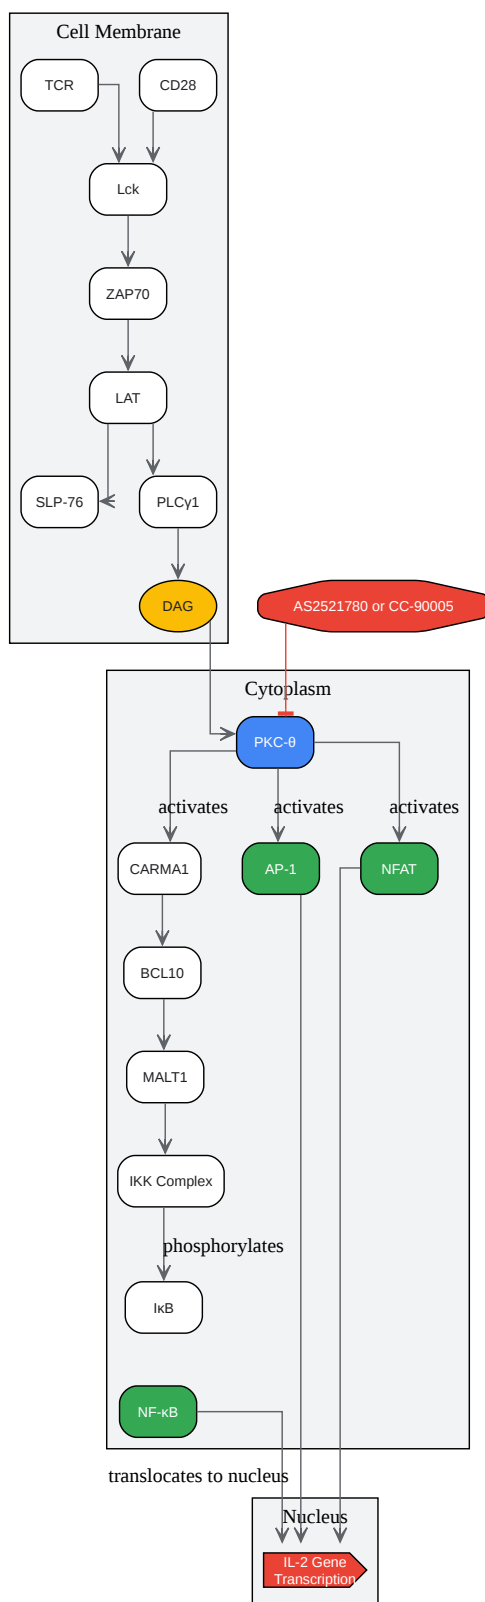 Cell Membrane
TCR
CD28
Lck
ZAP70
LAT
SLP-76
PLCγ1
DAG
AS2521780 or CC-90005
Cytoplasm
PKC-θ
activates
activates
activates
CARMA1
AP-1
NFAT
BCL10
MALT1
IKK Complex
phosphorylates
IκB
NF-κB
translocates to nucleus
Nucleus
IL-2 Gene
Transcription